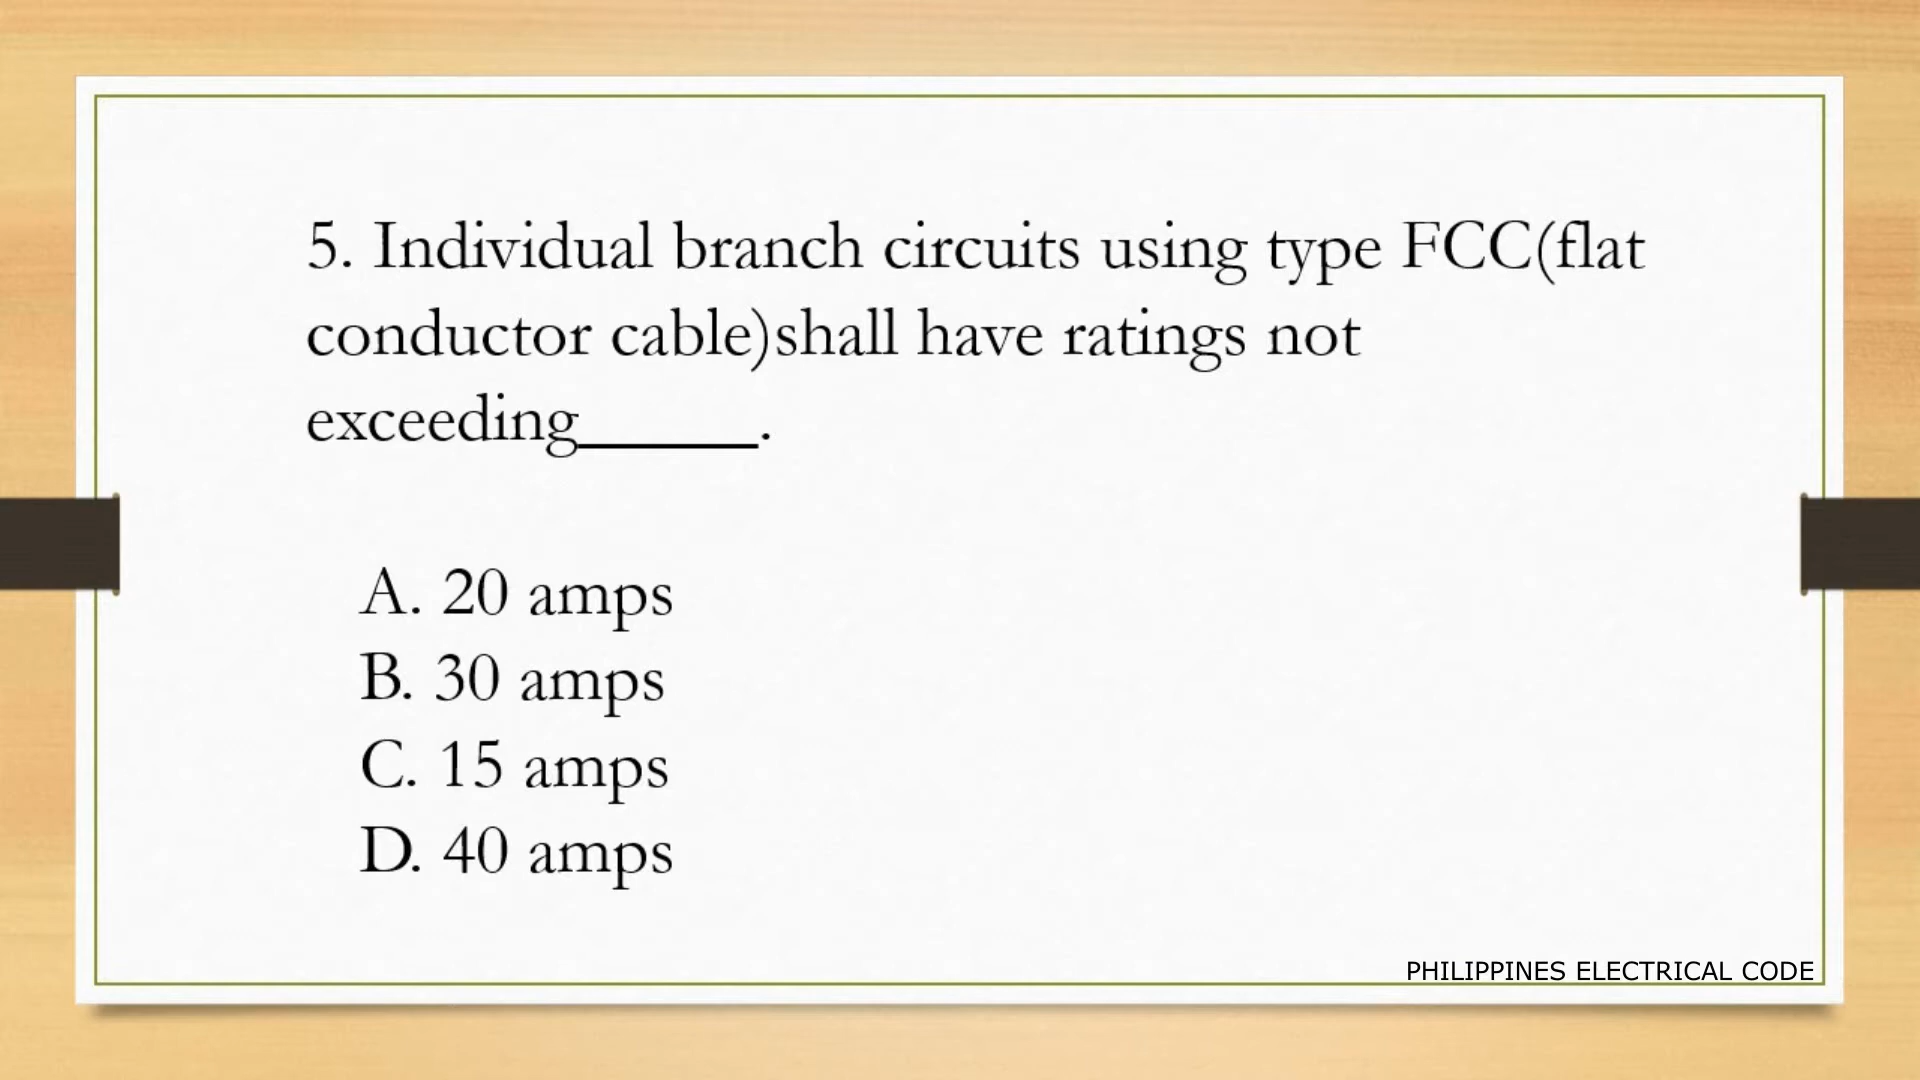 5. Individual branch circuits using type FCC(flat
conductor cable)shall have ratings not
exceeding_____.
A. 20 amps
B. 30 amps
C. 15 amps
D. 40 amps
PHILIPPINES ELECTRICAL CODE